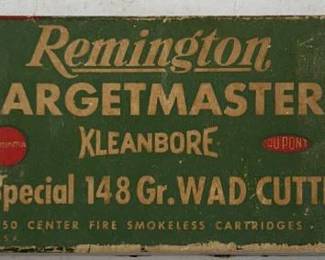 Remington
ARGETMASTER
KLEANBORE
DU PONT
Special 148 Gr. WAD CUTT
50 CENTER FIRE SMOKELESS CARTRIDGES